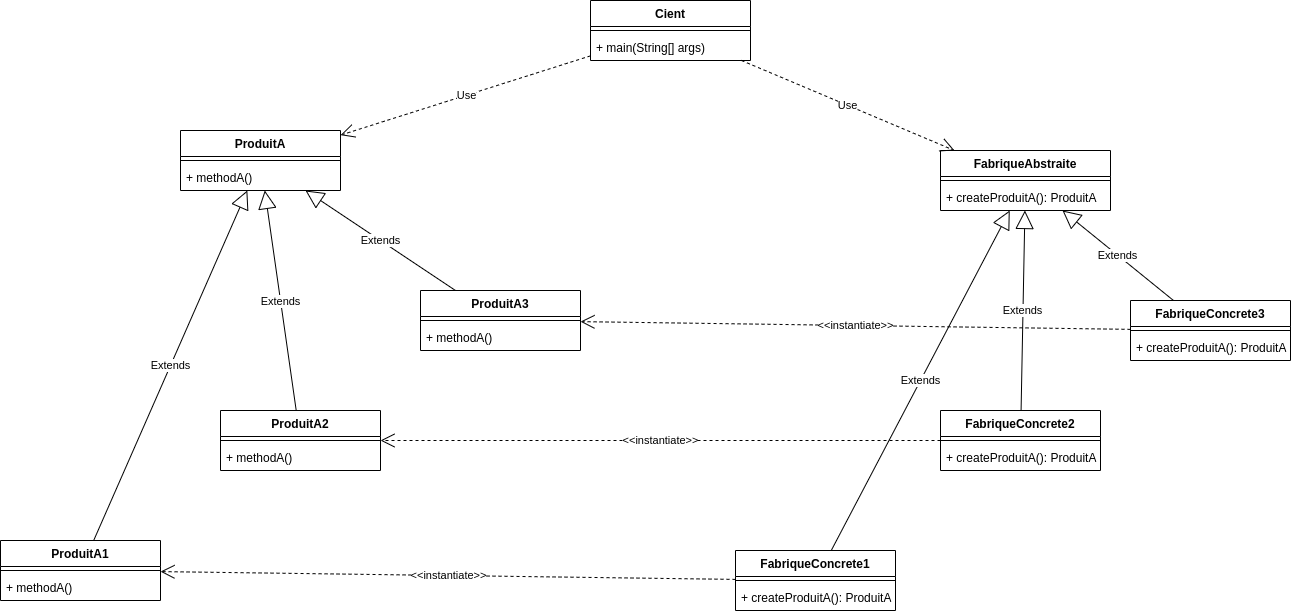 Cient
+ main(String[] args)
Use
Use
ProduitA
+ methodA()
FabriqueAbstraite
+ createProduitA(): ProduitA
Extends
Extends
Extends
Extends
ProduitA3
+ methodA()
<<instantiate>>
FabriqueConcrete3
+ createProduitA(): ProduitA
Extends
Extends
ProduitA2
+ methodA()
<<instantiate>>
FabriqueConcrete2
+ createProduitA(): ProduitA
ProduitA1
+ methodA()
<<instantiate>>
FabriqueConcrete1
+ createProduitA(): ProduitA